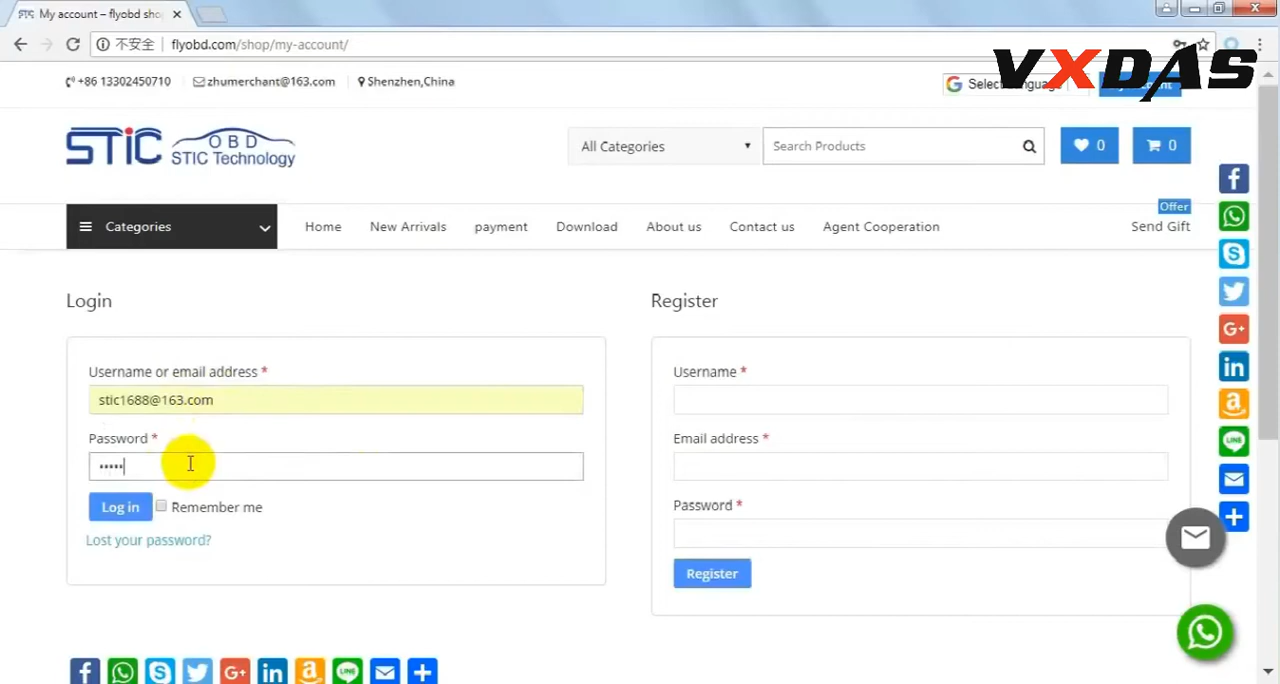 My account – flyobd sho
不安全
flyobd.com/shop/my-account/
VXDAS
+86 13302450710
zhumerchant@163.com
Shenzhen,China
Select Language
STIC OBD
STIC Technology
All Categories
Search Products
0
0
Categories
Home
New Arrivals
payment
Download
About us
Contact us
Agent Cooperation
Offer
Send Gift
Login
Username or email address *
stic1688@163.com
Password *
•••••
Log in
Remember me
Lost your password?
Register
Username *
Email address *
Password *
Register